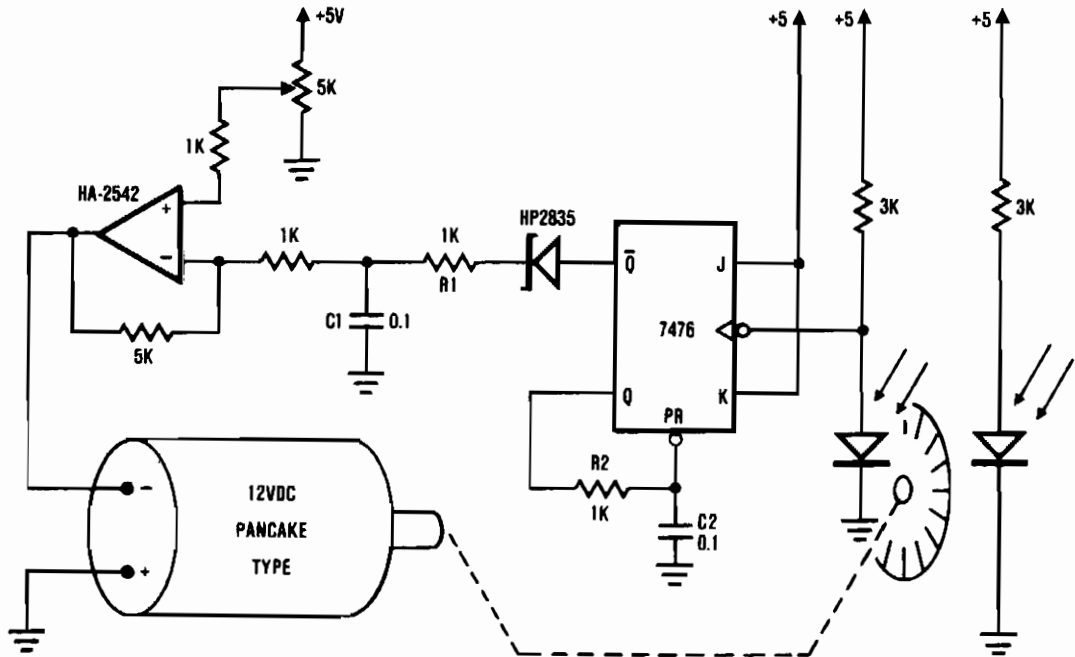 +5V
+5
+5
+5
5K
1K
HA-2542
+
−
1K
1K
R1
HP2835
Q̅
J
3K
3K
C1
0.1
7476
5K
Q
K
PR
R2
1K
C2
0.1
−
12VDC
PANCAKE
TYPE
+